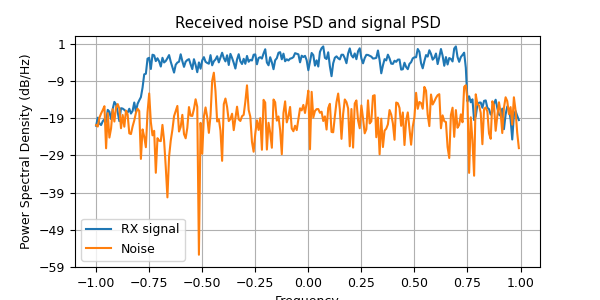 Received noise PSD and signal PSD
Power Spectral Density (dB/Hz)
1
−9
−19
−29
−39
−49
−59
RX signal
Noise
−1.00 −0.75 −0.50 −0.25 0.00 0.25 0.50 0.75 1.00
Frequency